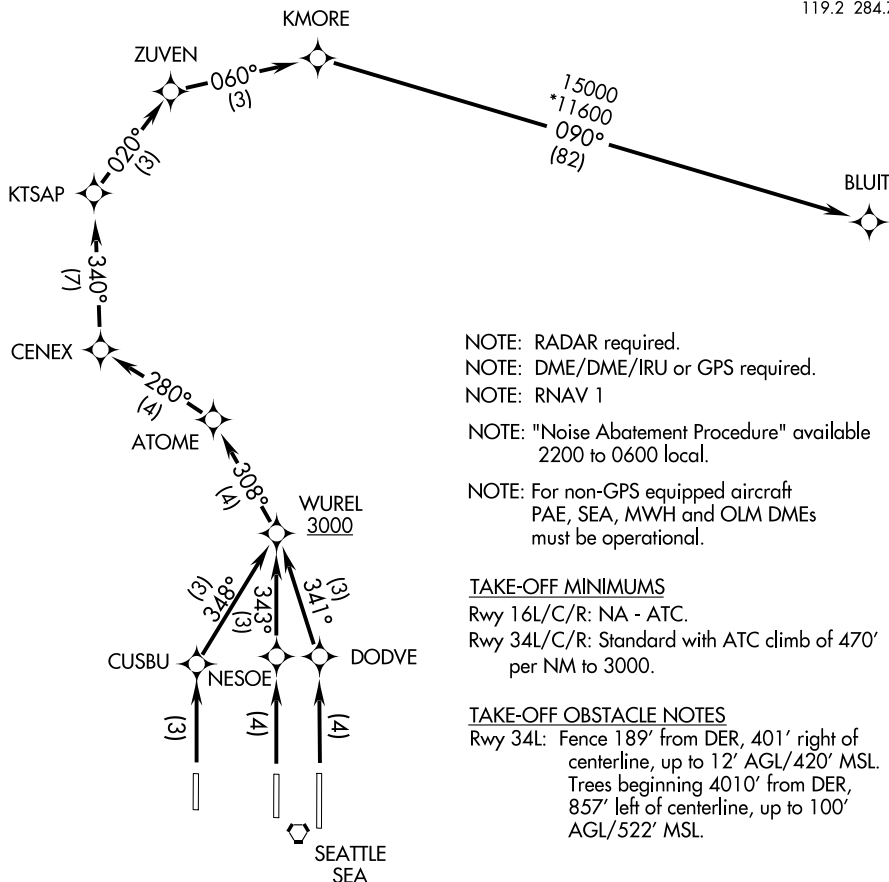 119.2 284.7
KMORE
ZUVEN
060°
(3)
15000
*11600
090°
(82)
020°
(3)
KTSAP
BLUIT
340°
(7)
CENEX
280°
(4)
ATOME
308°
(4)
WUREL
3000
(3)
348°
343°
(3)
(3)
341°
CUSBU
NESOE
DODVE
(3)
(4)
(4)
SEATTLE
SEA
NOTE: RADAR required.
NOTE: DME/DME/IRU or GPS required.
NOTE: RNAV 1
NOTE: "Noise Abatement Procedure" available
2200 to 0600 local.
NOTE: For non-GPS equipped aircraft
PAE, SEA, MWH and OLM DMEs
must be operational.
TAKE-OFF MINIMUMS
Rwy 16L/C/R: NA - ATC.
Rwy 34L/C/R: Standard with ATC climb of 470'
per NM to 3000.
TAKE-OFF OBSTACLE NOTES
Rwy 34L: Fence 189' from DER, 401' right of
centerline, up to 12' AGL/420' MSL.
Trees beginning 4010' from DER,
857' left of centerline, up to 100'
AGL/522' MSL.